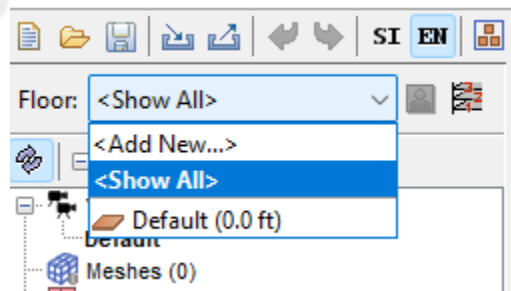 SI EN
Floor: <Show All>
<Add New...>
<Show All>
Default (0.0 ft)
Default
Meshes (0)